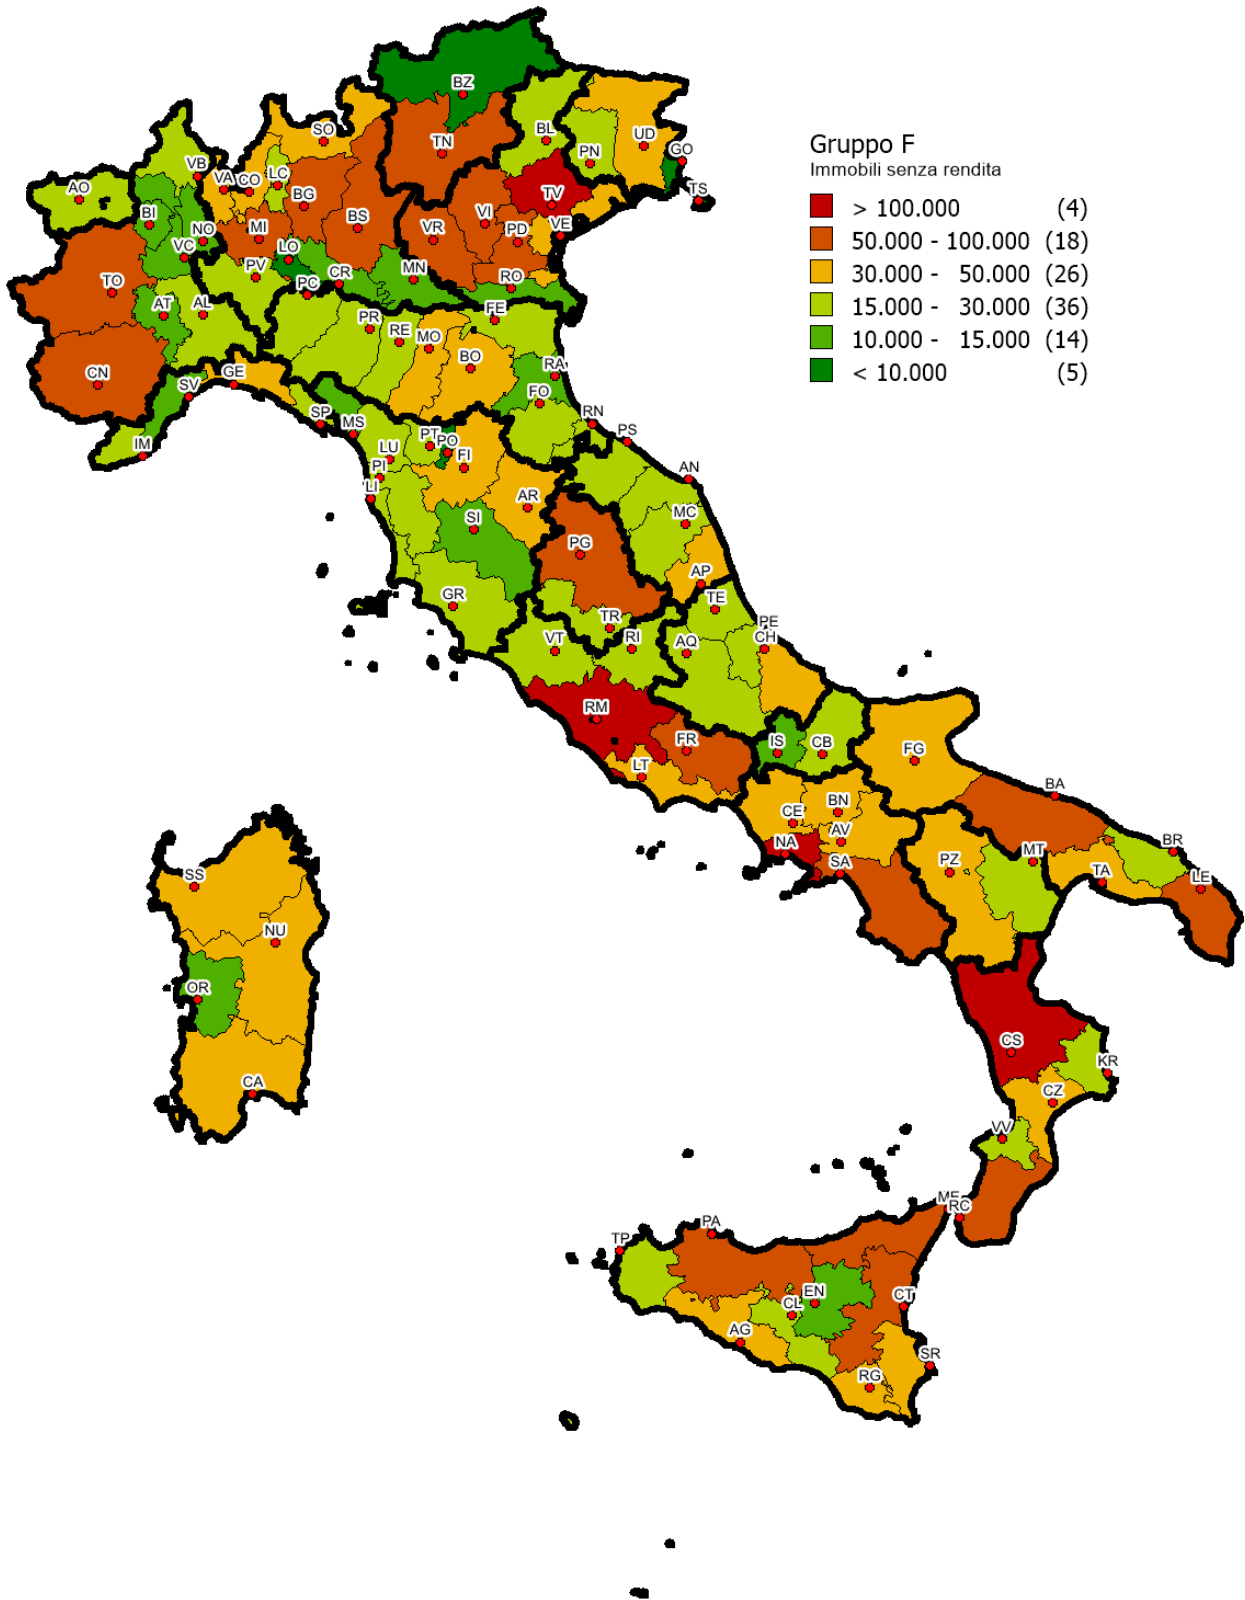 Gruppo F
Immobili senza rendita
> 100.000 (4)
50.000 - 100.000 (18)
30.000 - 50.000 (26)
15.000 - 30.000 (36)
10.000 - 15.000 (14)
< 10.000 (5)
BZ
SO
TN
BL
UD
PN
GO
VB
VA
CO
LC
AO
BG
TV
TS
BI
NO
MI
BS
VR
VI
PD
VE
VC
LO
PV
MN
CR
RO
TO
PC
AT
AL
FE
PR
RE
MO
BO
RA
CN
GE
SV
FO
SP
MS
RN
PS
IM
LU
PT
PO
FI
PI
LI
AN
AR
SI
MC
PG
AP
GR
TE
TR
PE
VT
RI
AQ
CH
RM
FR
IS
CB
FG
LT
BA
CE
BN
AV
NA
SA
PZ
MT
BR
TA
LE
SS
NU
OR
CA
CS
KR
CZ
VV
ME
RC
TP
PA
EN
CL
CT
AG
SR
RG